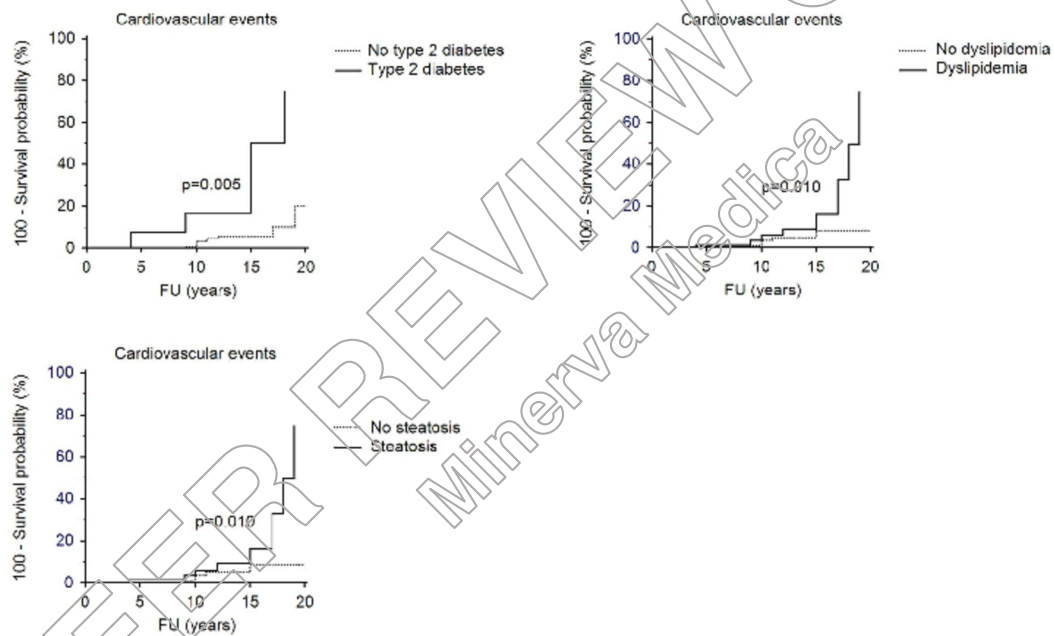 Cardiovascular events
100 - Survival probability (%)
100
80
60
40
20
0
p=0.005
No type 2 diabetes
Type 2 diabetes
0 5 10 15 20
FU (years)
Cardiovascular events
100 - Survival probability (%)
100
80
60
40
20
0
p=0.010
No dyslipidemia
Dyslipidemia
0 5 10 15 20
FU (years)
Cardiovascular events
100 - Survival probability (%)
100
80
60
40
20
0
p=0.010
No steatosis
Steatosis
0 5 10 15 20
FU (years)
REVIEW
Minerva Medica